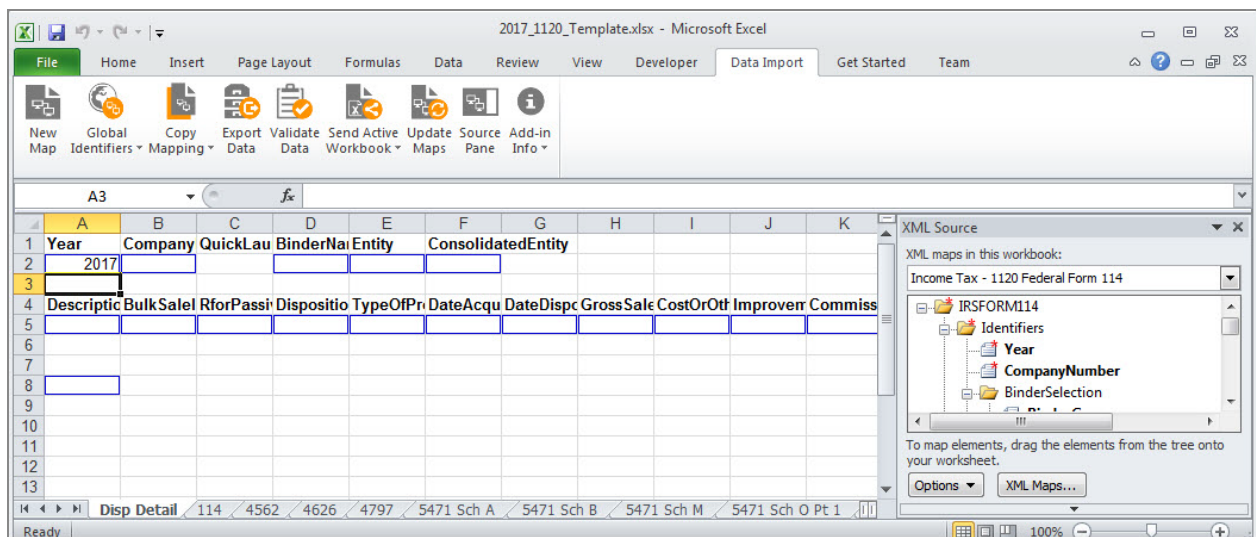 2017_1120_Template.xlsx - Microsoft Excel
File Home Insert Page Layout Formulas Data Review View Developer Data Import Get Started Team
New Map Global Identifiers Copy Mapping Export Data Validate Data Send Active Workbook Update Maps Source Pane Add-in Info
A3 fx
A B C D E F G H I J K
1 Year Company QuickLau BinderNa Entity ConsolidatedEntity
2 2017
3
4 Descriptic BulkSaleI RforPassi Dispositio TypeOfPr DateAcqu DateDispo GrossSale CostOrOth Improvem Commiss
5
6
7
8
9
10
11
12
13
XML Source
XML maps in this workbook:
Income Tax - 1120 Federal Form 114
IRSFORM114
Identifiers
Year
CompanyNumber
BinderSelection
To map elements, drag the elements from the tree onto
your worksheet.
Options XML Maps...
Disp Detail 114 4562 4626 4797 5471 Sch A 5471 Sch B 5471 Sch M 5471 Sch O Pt 1
Ready 100%